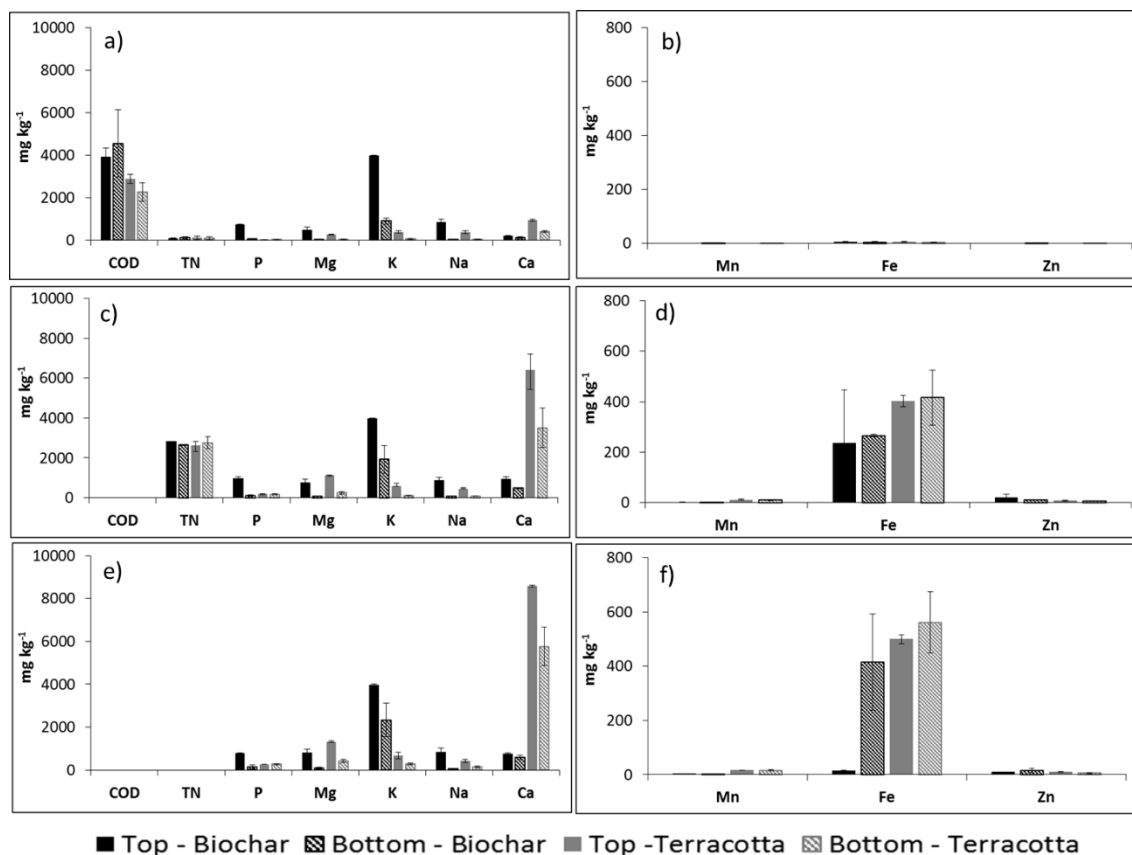 a)
10000
8000
6000
4000
2000
0
mg kg⁻¹
COD TN P Mg K Na Ca
b)
800
600
400
200
0
mg kg⁻¹
Mn Fe Zn
c)
10000
8000
6000
4000
2000
0
mg kg⁻¹
COD TN P Mg K Na Ca
d)
800
600
400
200
0
mg kg⁻¹
Mn Fe Zn
e)
10000
8000
6000
4000
2000
0
mg kg⁻¹
COD TN P Mg K Na Ca
f)
800
600
400
200
0
mg kg⁻¹
Mn Fe Zn
Top - Biochar Bottom - Biochar Top -Terracotta Bottom - Terracotta